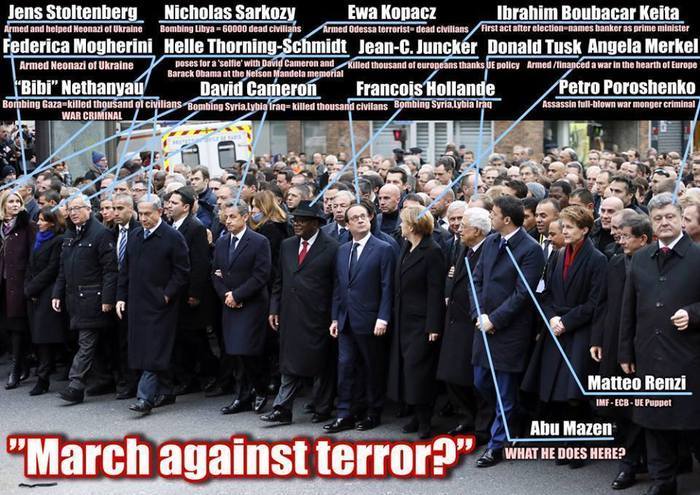 Jens Stoltenberg
Armed and helped Neonazi of Ukraine
Nicholas Sarkozy
Bombing Libya = 60000 dead civilians
Ewa Kopacz
Armed Odessa terrorist= dead civilians
Ibrahim Boubacar Keita
First act after election=names banker as prime minister
Federica Mogherini
Armed Neonazi of Ukraine
Helle Thorning-Schmidt
poses for a 'selfie' with David Cameron and
Barack Obama at the Nelson Mandela memorial
Jean-C. Juncker
Killed thousand of europeans thanks UE policy
Donald Tusk
Angela Merkel
Armed /financed a war in the hearth of Europe
"Bibi" Nethanyau
Bombing Gaza=killed thousand of civilians
WAR CRIMINAL
David Cameron
Bombing Syria,Lybia Iraq= killed thousand civilans
Francois Hollande
Bombing Syria,Lybia Iraq
Petro Poroshenko
Assassin full-blown war monger criminal
Matteo Renzi
IMF - ECB - UE Puppet
Abu Mazen
WHAT HE DOES HERE?
"March against terror?"